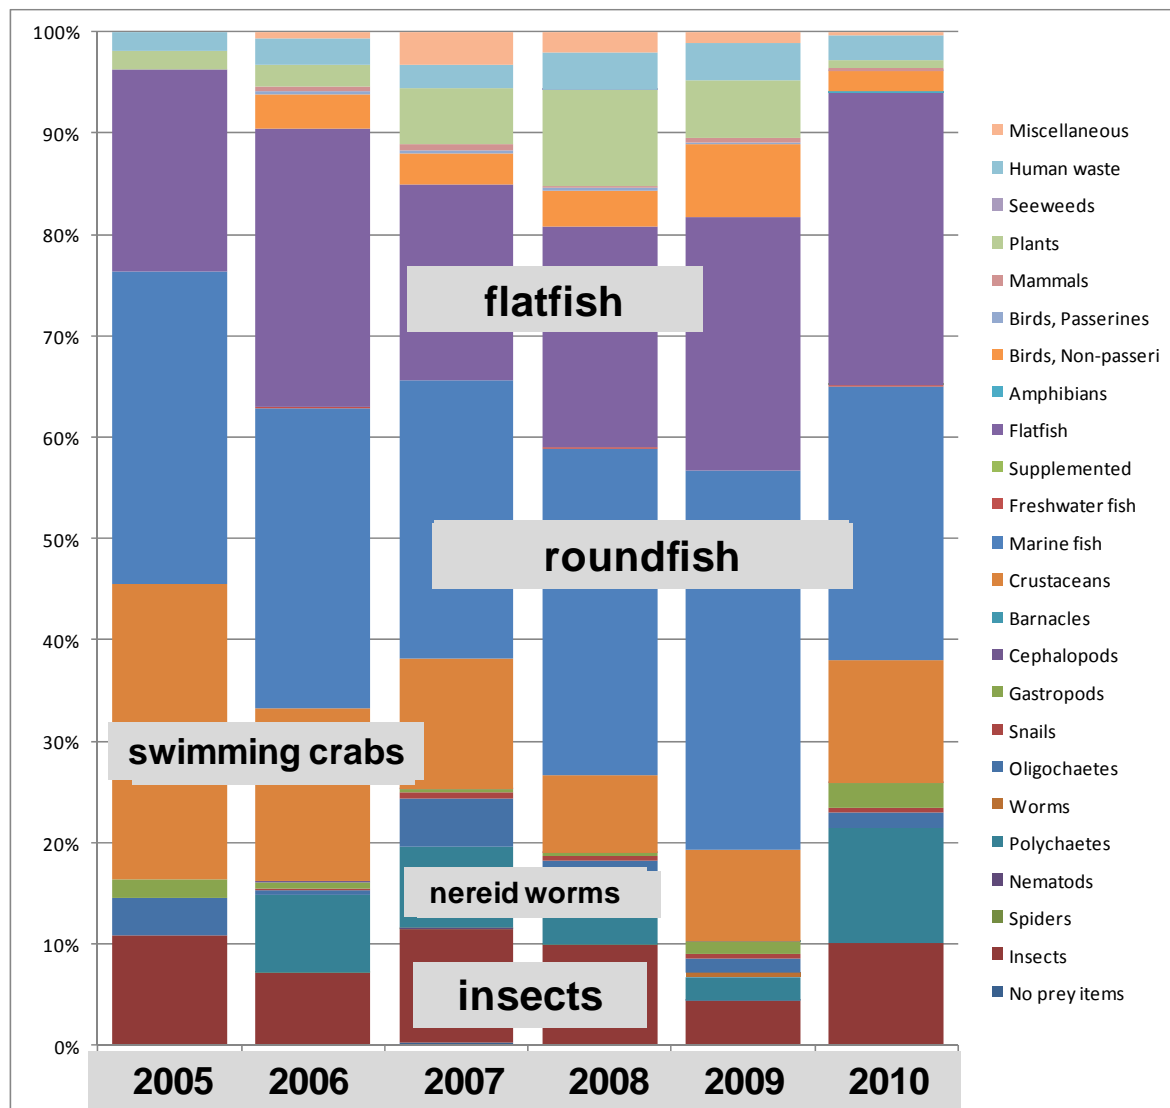 100%
90%
80%
70%
60%
50%
40%
30%
20%
10%
0%
flatfish
roundfish
swimming crabs
nereid worms
insects
2005 2006 2007 2008 2009 2010
Miscellaneous
Human waste
Seeweeds
Plants
Mammals
Birds, Passerines
Birds, Non-passeri
Amphibians
Flatfish
Supplemented
Freshwater fish
Marine fish
Crustaceans
Barnacles
Cephalopods
Gastropods
Snails
Oligochaetes
Worms
Polychaetes
Nematods
Spiders
Insects
No prey items